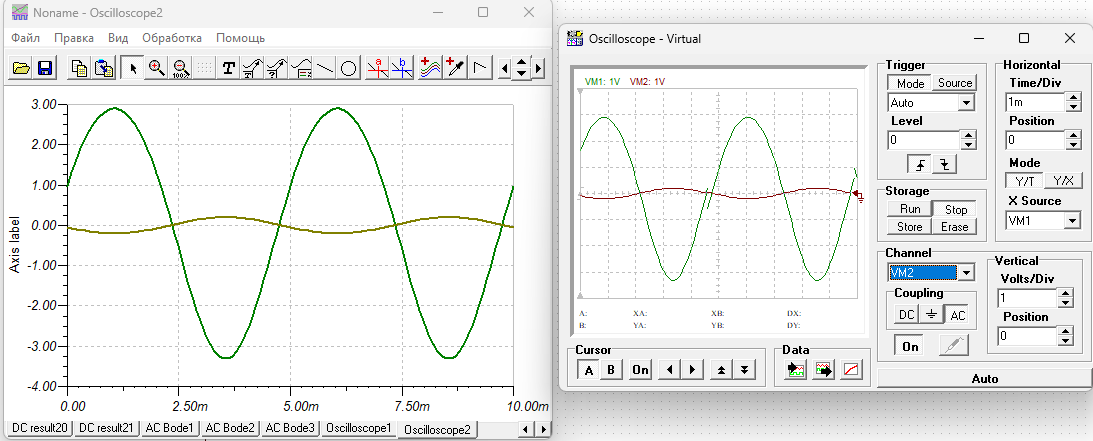 Noname - Oscilloscope2
Файл Правка Вид Обработка Помощь
100% T a b
3.00
2.00
1.00
0.00
-1.00
-2.00
-3.00
-4.00
Axis label
0.00 2.50m 5.00m 7.50m 10.00m
DC result20 DC result21 AC Bode1 AC Bode2 AC Bode3 Oscilloscope1 Oscilloscope2
Oscilloscope - Virtual
VM1: 1V VM2: 1V
A: XA: XB: DX:
B: YA: YB: DY:
Cursor
A B On
Data
Trigger
Mode Source
Auto
Level
0
Storage
Run Stop
Store Erase
Channel
VM2
Coupling
DC AC
On
Horizontal
Time/Div
1m
Position
0
Mode
Y/T Y/X
X Source
VM1
Vertical
Volts/Div
1
Position
0
Auto